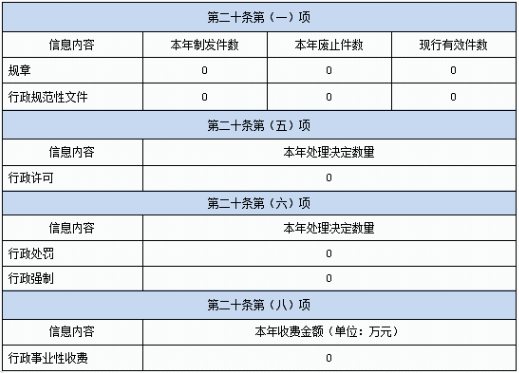 第二十条第（一）项
信息内容 本年制发件数 本年废止件数 现行有效件数
规章 0 0 0
行政规范性文件 0 0 0
第二十条第（五）项
信息内容 本年处理决定数量
行政许可 0
第二十条第（六）项
信息内容 本年处理决定数量
行政处罚 0
行政强制 0
第二十条第（八）项
信息内容 本年收费金额（单位：万元）
行政事业性收费 0